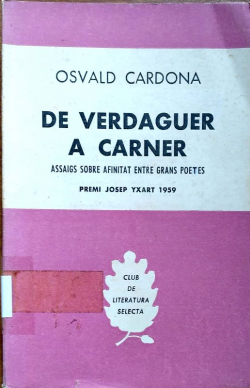 OSVALD CARDONA
DE VERDAGUER
A CARNER
ASSAIGS SOBRE AFINITAT ENTRE GRANS POETES
PREMI JOSEP YXART 1959
CLUB
DE
LITERATURA
SELECTA